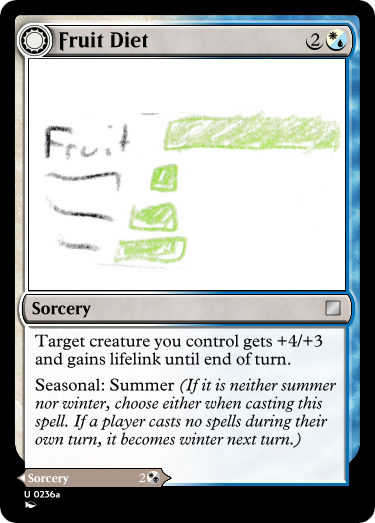 Fruit Diet 2
Fruit
Sorcery
Target creature you control gets +4/+3
and gains lifelink until end of turn.
Seasonal: Summer (If it is neither summer
nor winter, choose either when casting this
spell. If a player casts no spells during their
own turn, it becomes winter next turn.)
Sorcery 2
U 0236a